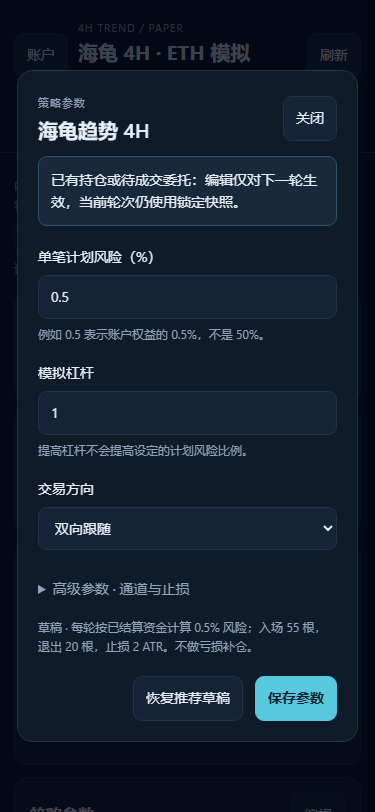 4H TREND / PAPER
账户
海龟 4H · ETH 模拟
刷新
策略参数
海龟趋势 4H
关闭
已有持仓或待成交委托：编辑仅对下一轮生
效，当前轮次仍使用锁定快照。
单笔计划风险（%）
0.5
例如 0.5 表示账户权益的 0.5%，不是 50%。
模拟杠杆
1
提高杠杆不会提高设定的计划风险比例。
交易方向
双向跟随
▶ 高级参数 · 通道与止损
草稿 · 每轮按已结算资金计算 0.5% 风险；入场 55 根，
退出 20 根，止损 2 ATR。不做亏损补仓。
恢复推荐草稿
保存参数
策略参数
编辑